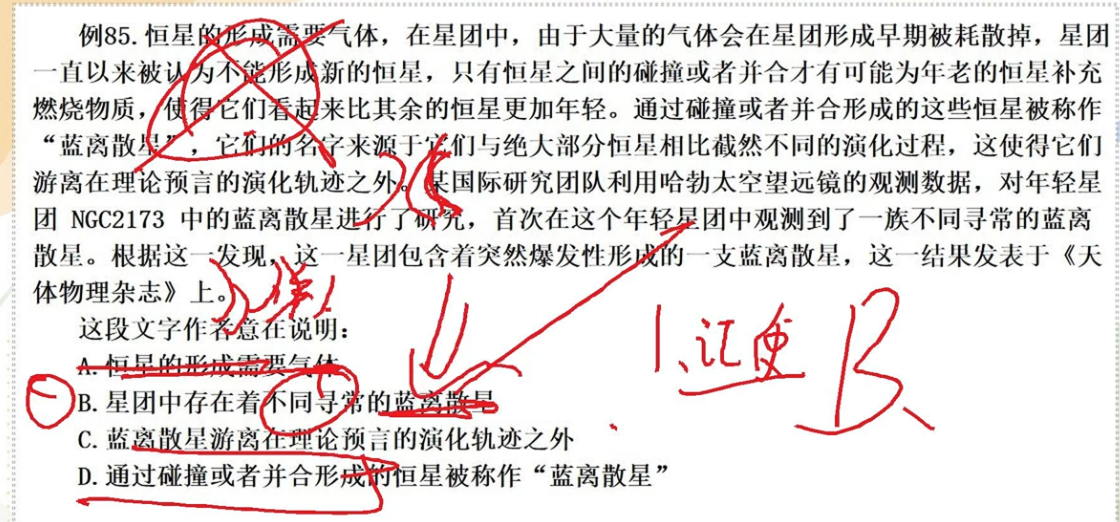 例85.恒星的形成需要气体，在星团中，由于大量的气体会在星团形成早期被耗散掉，星团
一直以来被认为不能形成新的恒星，只有恒星之间的碰撞或者并合才有可能为年老的恒星补充
燃烧物质，使得它们看起来比其余的恒星更加年轻。通过碰撞或者并合形成的这些恒星被称作
“蓝离散星”，它们的名字来源于它们与绝大部分恒星相比截然不同的演化过程，这使得它们
游离在理论预言的演化轨迹之外。某国际研究团队利用哈勃太空望远镜的观测数据，对年轻星
团 NGC2173 中的蓝离散星进行了研究，首次在这个年轻星团中观测到了一族不同寻常的蓝离
散星。根据这一发现，这一星团包含着突然爆发性形成的一支蓝离散星，这一结果发表于《天
体物理杂志》上。
这段文字作者意在说明：
A.恒星的形成需要气体
B.星团中存在着不同寻常的蓝离散星
C.蓝离散星游离在理论预言的演化轨迹之外
D.通过碰撞或者并合形成的恒星被称作“蓝离散星”
B